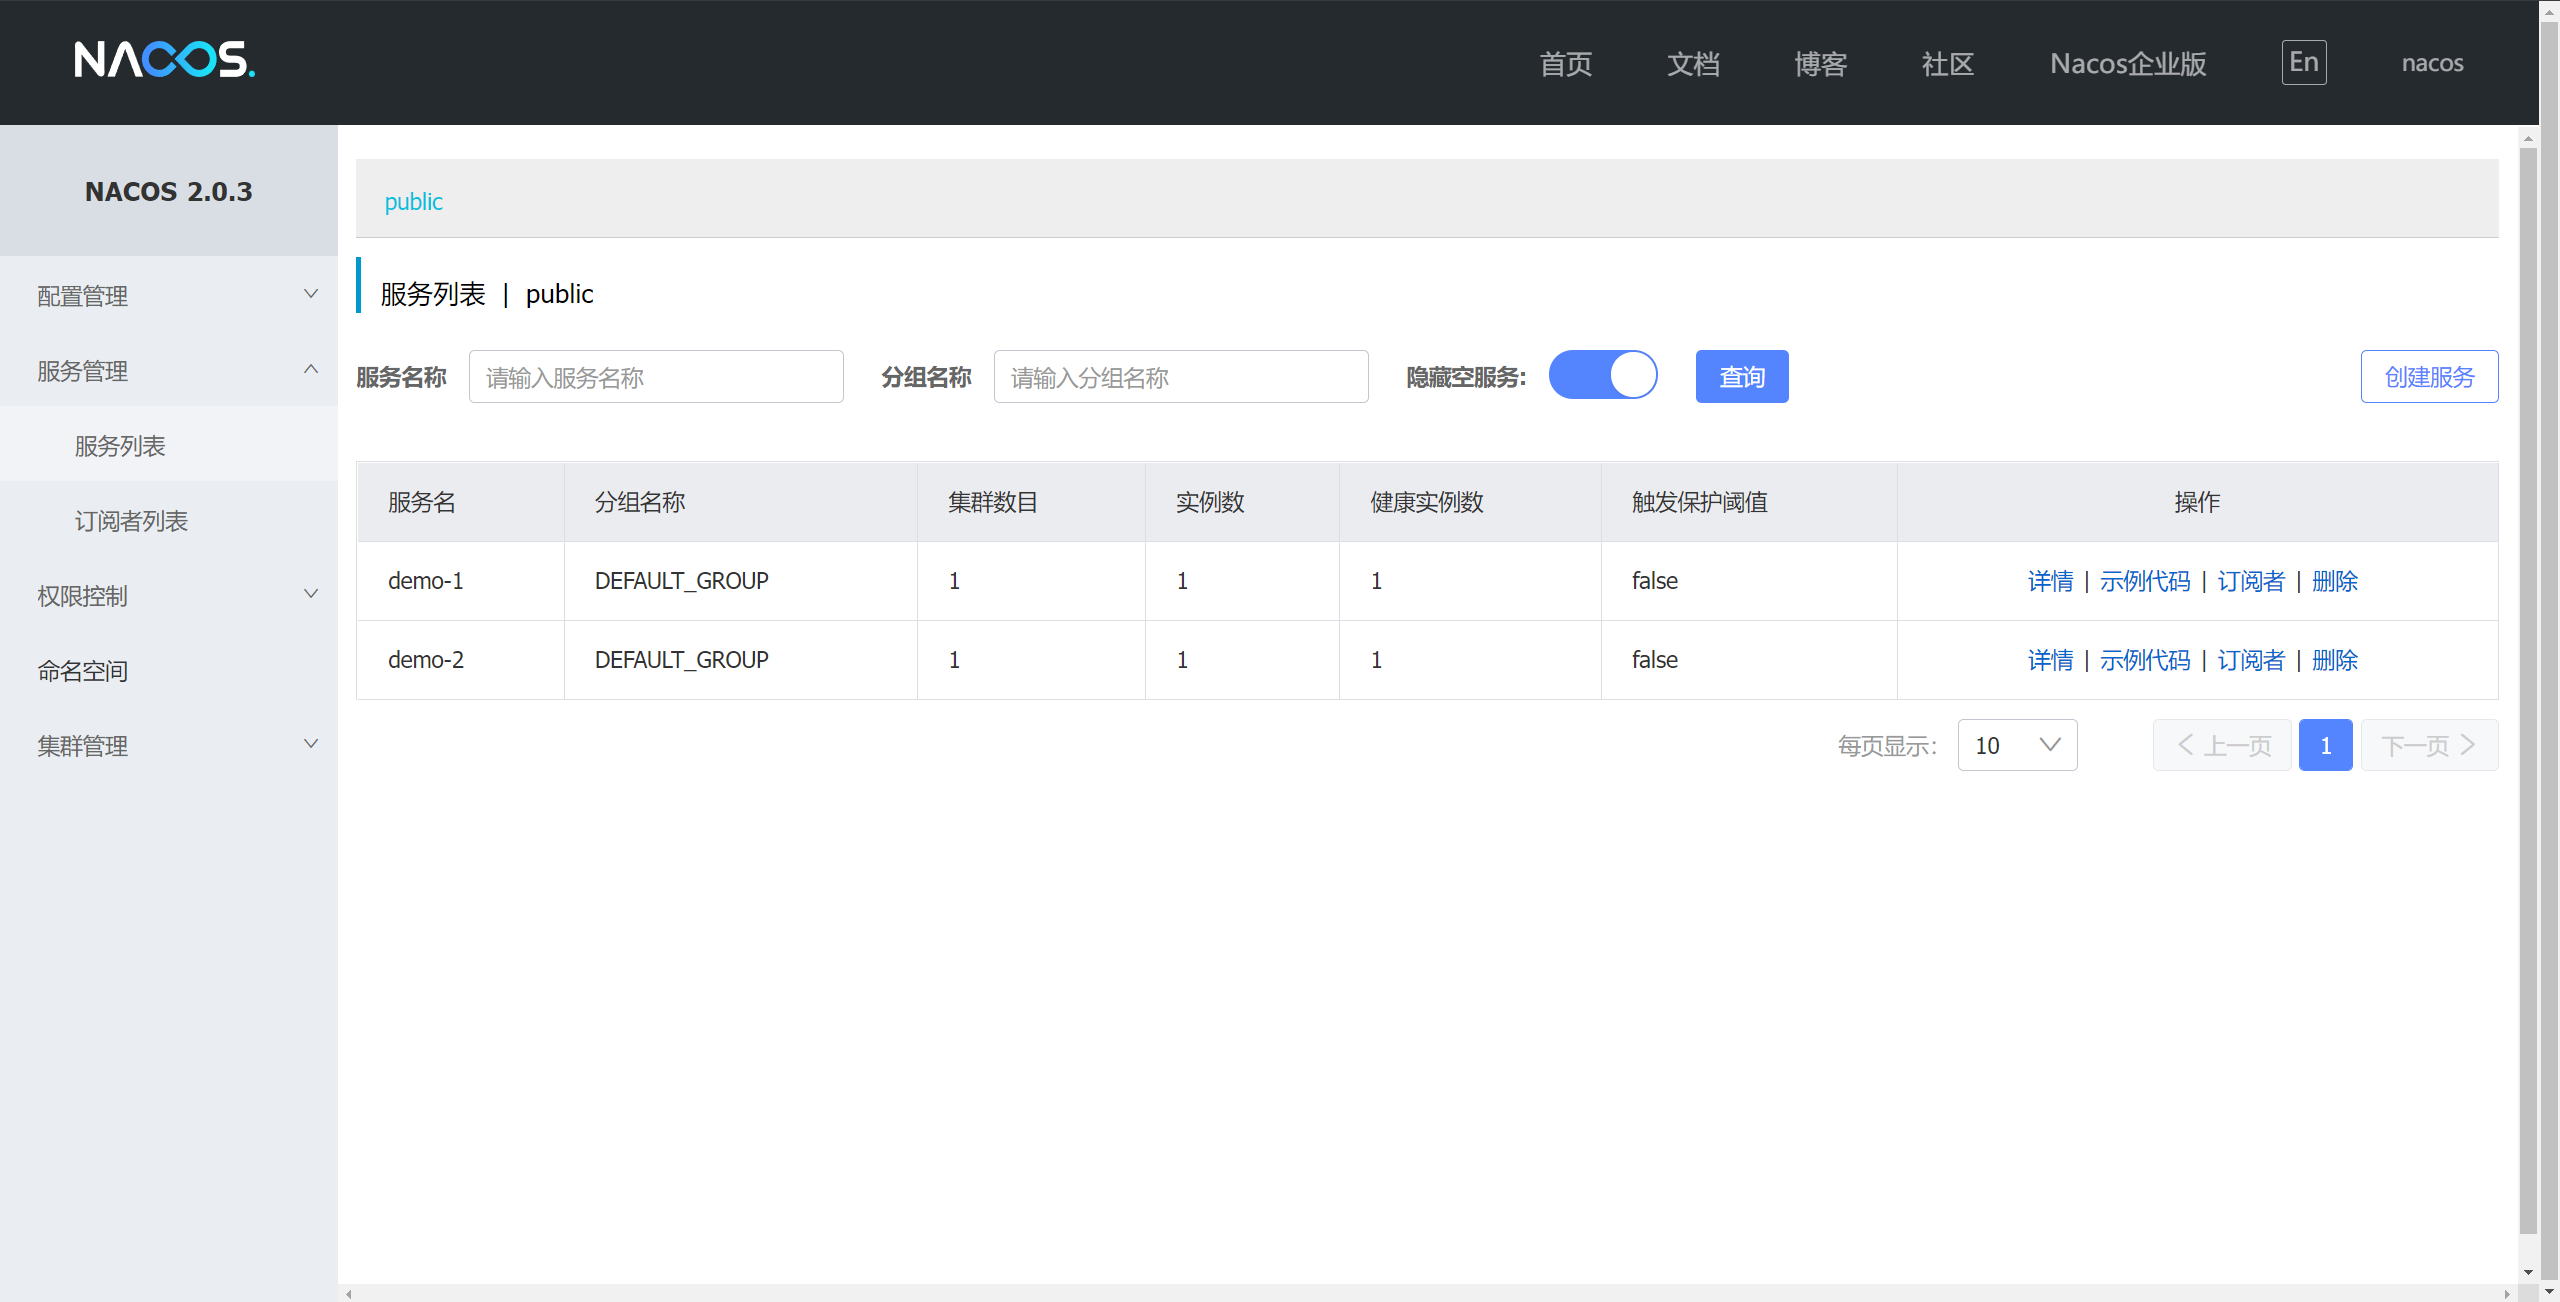 NACOS.
首页 文档 博客 社区 Nacos企业版 En nacos
NACOS 2.0.3
配置管理
服务管理
服务列表
订阅者列表
权限控制
命名空间
集群管理
public
服务列表 | public
服务名称 请输入服务名称 分组名称 请输入分组名称 隐藏空服务: 查询 创建服务
服务名 分组名称 集群数目 实例数 健康实例数 触发保护阈值 操作
demo-1 DEFAULT_GROUP 1 1 1 false 详情 | 示例代码 | 订阅者 | 删除
demo-2 DEFAULT_GROUP 1 1 1 false 详情 | 示例代码 | 订阅者 | 删除
每页显示: 10 上一页 1 下一页